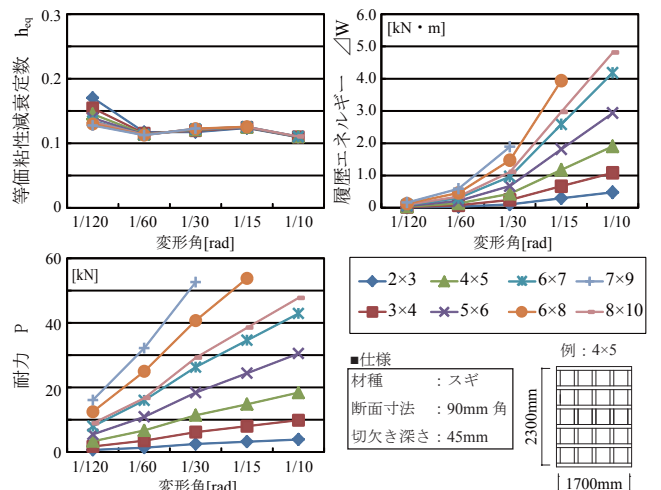 等価粘性減衰定数 heq
0.3
0.2
0.1
0
1/120 1/60 1/30 1/15 1/10
変形角[rad]
履歴エネルギー ⊿W
[kN・m]
6.0
5.0
4.0
3.0
2.0
1.0
0.0
1/120 1/60 1/30 1/15 1/10
変形角[rad]
耐力 P
[kN]
60
40
20
0
1/120 1/60 1/30 1/15 1/10
変形角[rad]
2×3 4×5 6×7 7×9
3×4 5×6 6×8 8×10
■仕様
材種 :スギ
断面寸法 :90mm 角
切欠き深さ:45mm
例:4×5
2300mm
1700mm